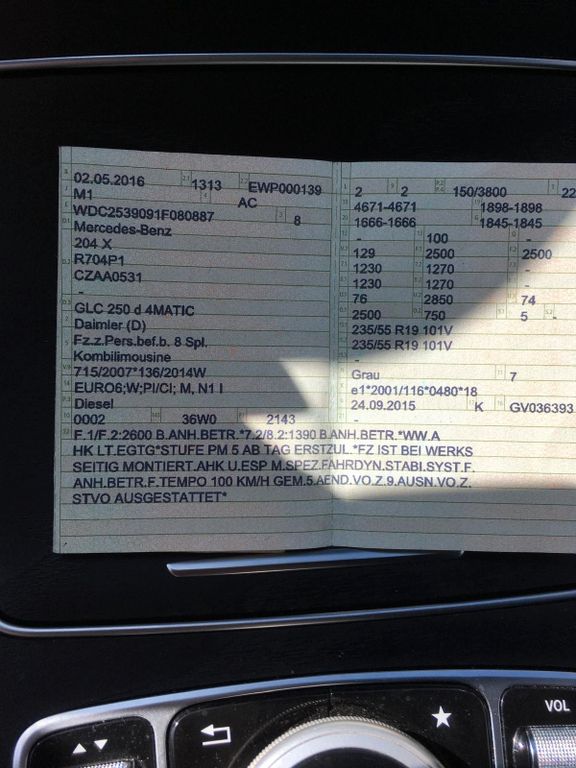 02.05.2016 1313 EWP000139
M1 AC
WDC2539091F080887 8
Mercedes-Benz
204 X
R704P1
CZAA0531
-
GLC 250 d 4MATIC
Daimler (D)
Fz.z.Pers.bef.b. 8 Spl.
Kombilimousine
715/2007*136/2014W
EURO6;W;PI/CI; M, N1 I
Diesel
0002 36W0 2143
2 2 150/3800 22
4671-4671 1898-1898
1666-1666 1845-1845
- 100 -
129 2500 2500
1230 1270 -
1230 1270 -
76 2850 74
2500 750 5 -
235/55 R19 101V
235/55 R19 101V
-
Grau 7
e1*2001/116*0480*18
24.09.2015 K GV036393
-
F.1/F.2:2600 B.ANH.BETR.*7.2/8.2:1390 B.ANH.BETR.*WW.A
HK LT.EGTG*STUFE PM 5 AB TAG ERSTZUL.*FZ IST BEI WERKS
SEITIG MONTIERT.AHK U.ESP M.SPEZ.FAHRDYN.STABI.SYST.F.
ANH.BETR.F.TEMPO 100 KM/H GEM.5.AEND.VO.Z.9.AUSN.VO.Z.
STVO AUSGESTATTET*
VOL